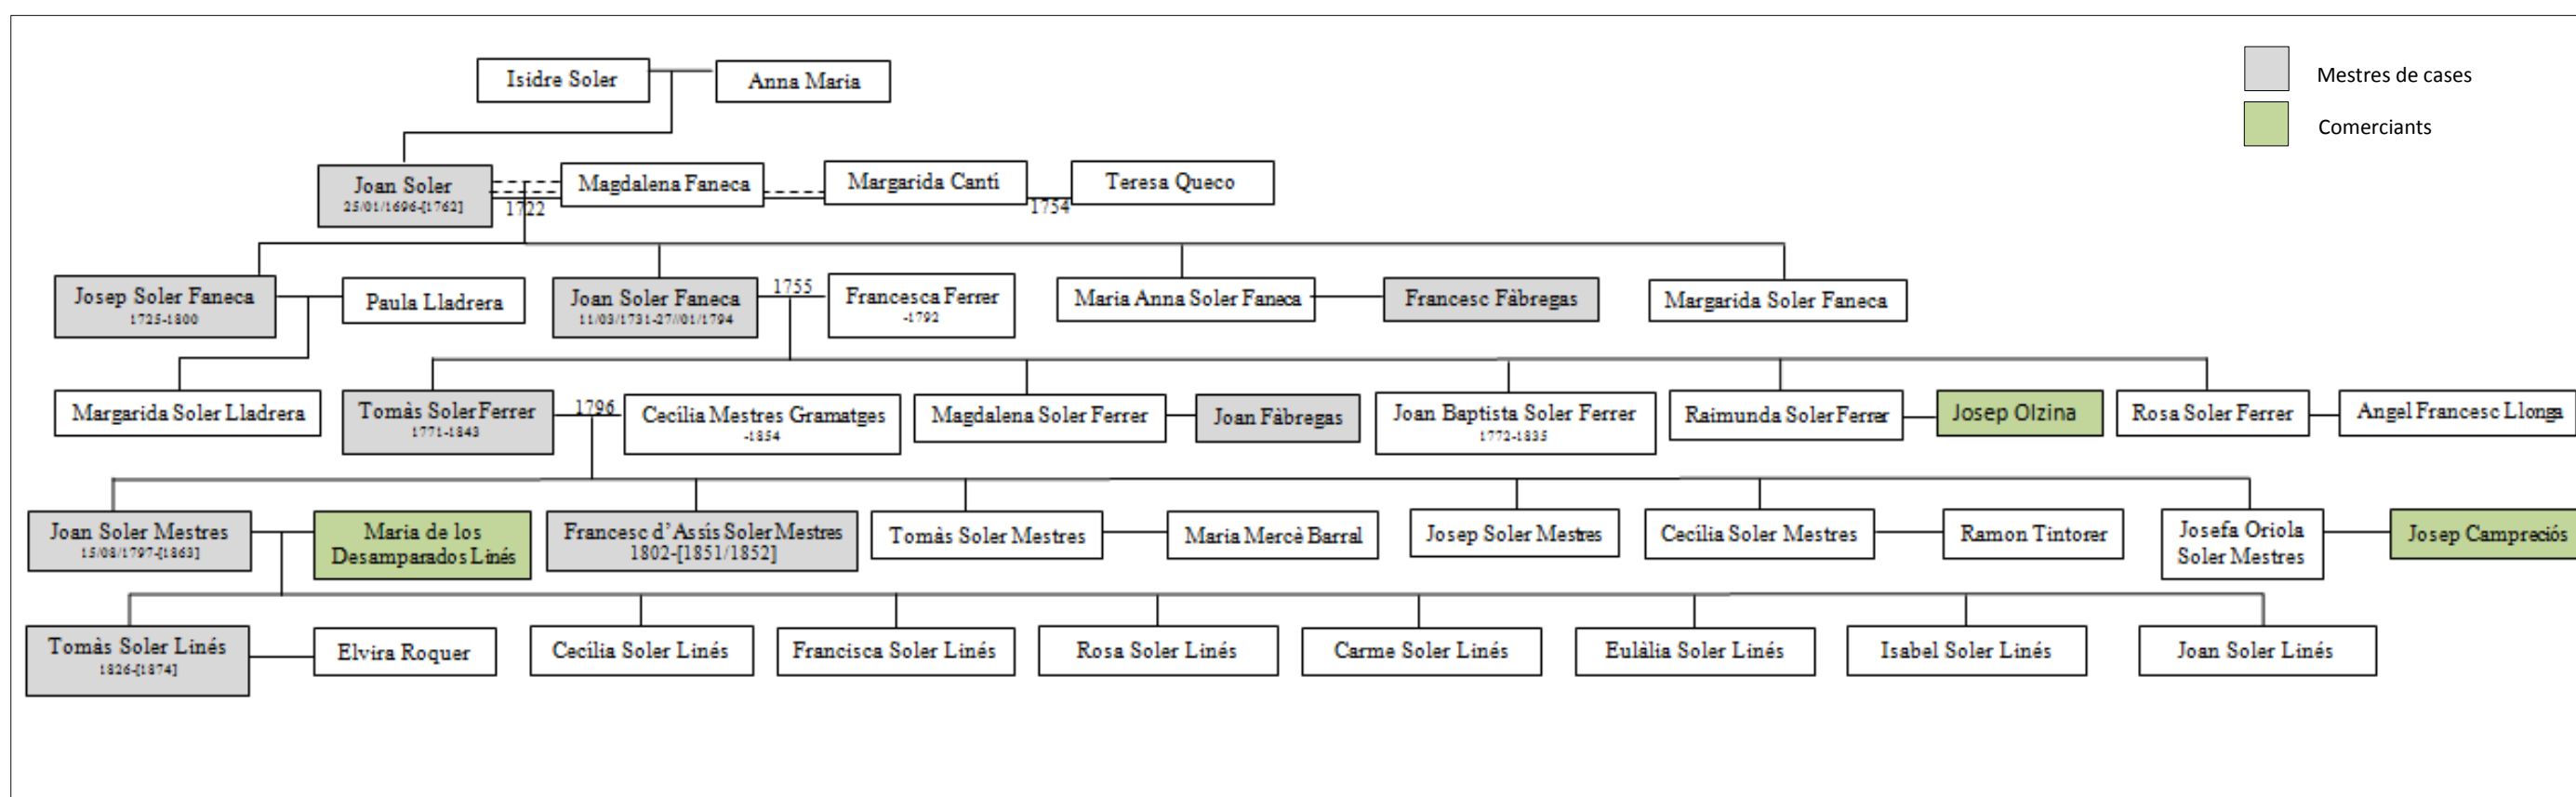 Isidre Soler
Anna Maria
Mestres de cases
Comerciants
Joan Soler
25/01/1696-[1762]
1722
Magdalena Faneca
Margarida Cantí
1754
Teresa Queco
Josep Soler Faneca
1725-1800
Paula Lladrera
Joan Soler Faneca
11/03/1731-27//01/1794
1755
Francesca Ferrer
-1792
Maria Anna Soler Faneca
Francesc Fàbregas
Margarida Soler Faneca
Margarida Soler Lladrera
Tomàs Soler Ferrer
1771-1843
1796
Cecília Mestres Gramatges
-1854
Magdalena Soler Ferrer
Joan Fàbregas
Joan Baptista Soler Ferrer
1772-1835
Raimunda Soler Ferrer
Josep Olzina
Rosa Soler Ferrer
Angel Francesc Llonga
Joan Soler Mestres
15/08/1797-[1863]
Maria de los
Desamparados Linés
Francesc d'Assís Soler Mestres
1802-[1851/1852]
Tomàs Soler Mestres
Maria Mercè Barral
Josep Soler Mestres
Cecília Soler Mestres
Ramon Tintorer
Josefa Oriola
Soler Mestres
Josep Campreciós
Tomàs Soler Linés
1826-[1874]
Elvira Roquer
Cecília Soler Linés
Francisca Soler Linés
Rosa Soler Linés
Carme Soler Linés
Eulàlia Soler Linés
Isabel Soler Linés
Joan Soler Linés